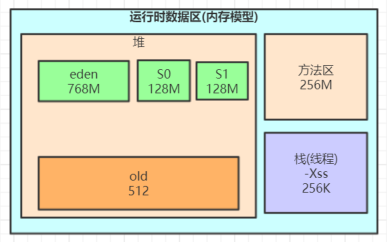 运行时数据区(内存模型)
堆
eden
768M
S0
128M
S1
128M
old
512
方法区
256M
栈(线程)
-Xss
256K